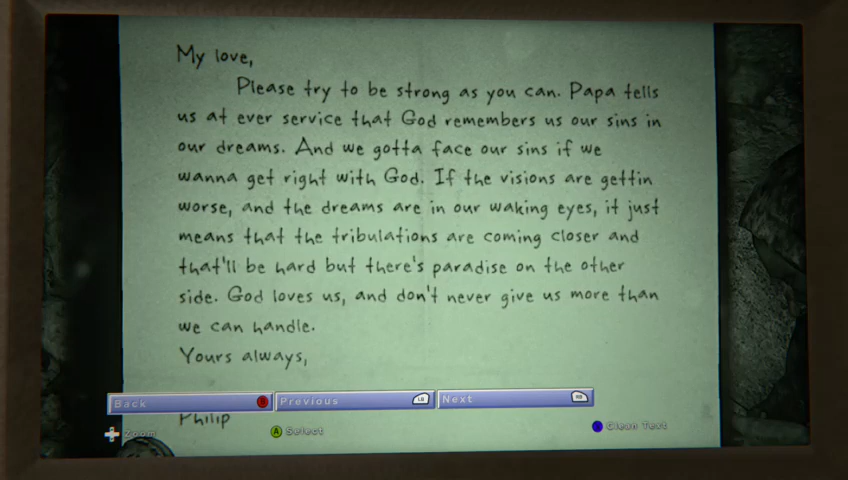 My love,
Please try to be strong as you can. Papa tells
us at ever service that God remembers us our sins in
our dreams. And we gotta face our sins if we
wanna get right with God. If the visions are gettin
worse, and the dreams are in our waking eyes, it just
means that the tribulations are coming closer and
that'll be hard but there's paradise on the other
side. God loves us, and don't never give us more than
we can handle.
Yours always,
Back B Previous LB Next RB
Philip
Zoom A Select Clean Text